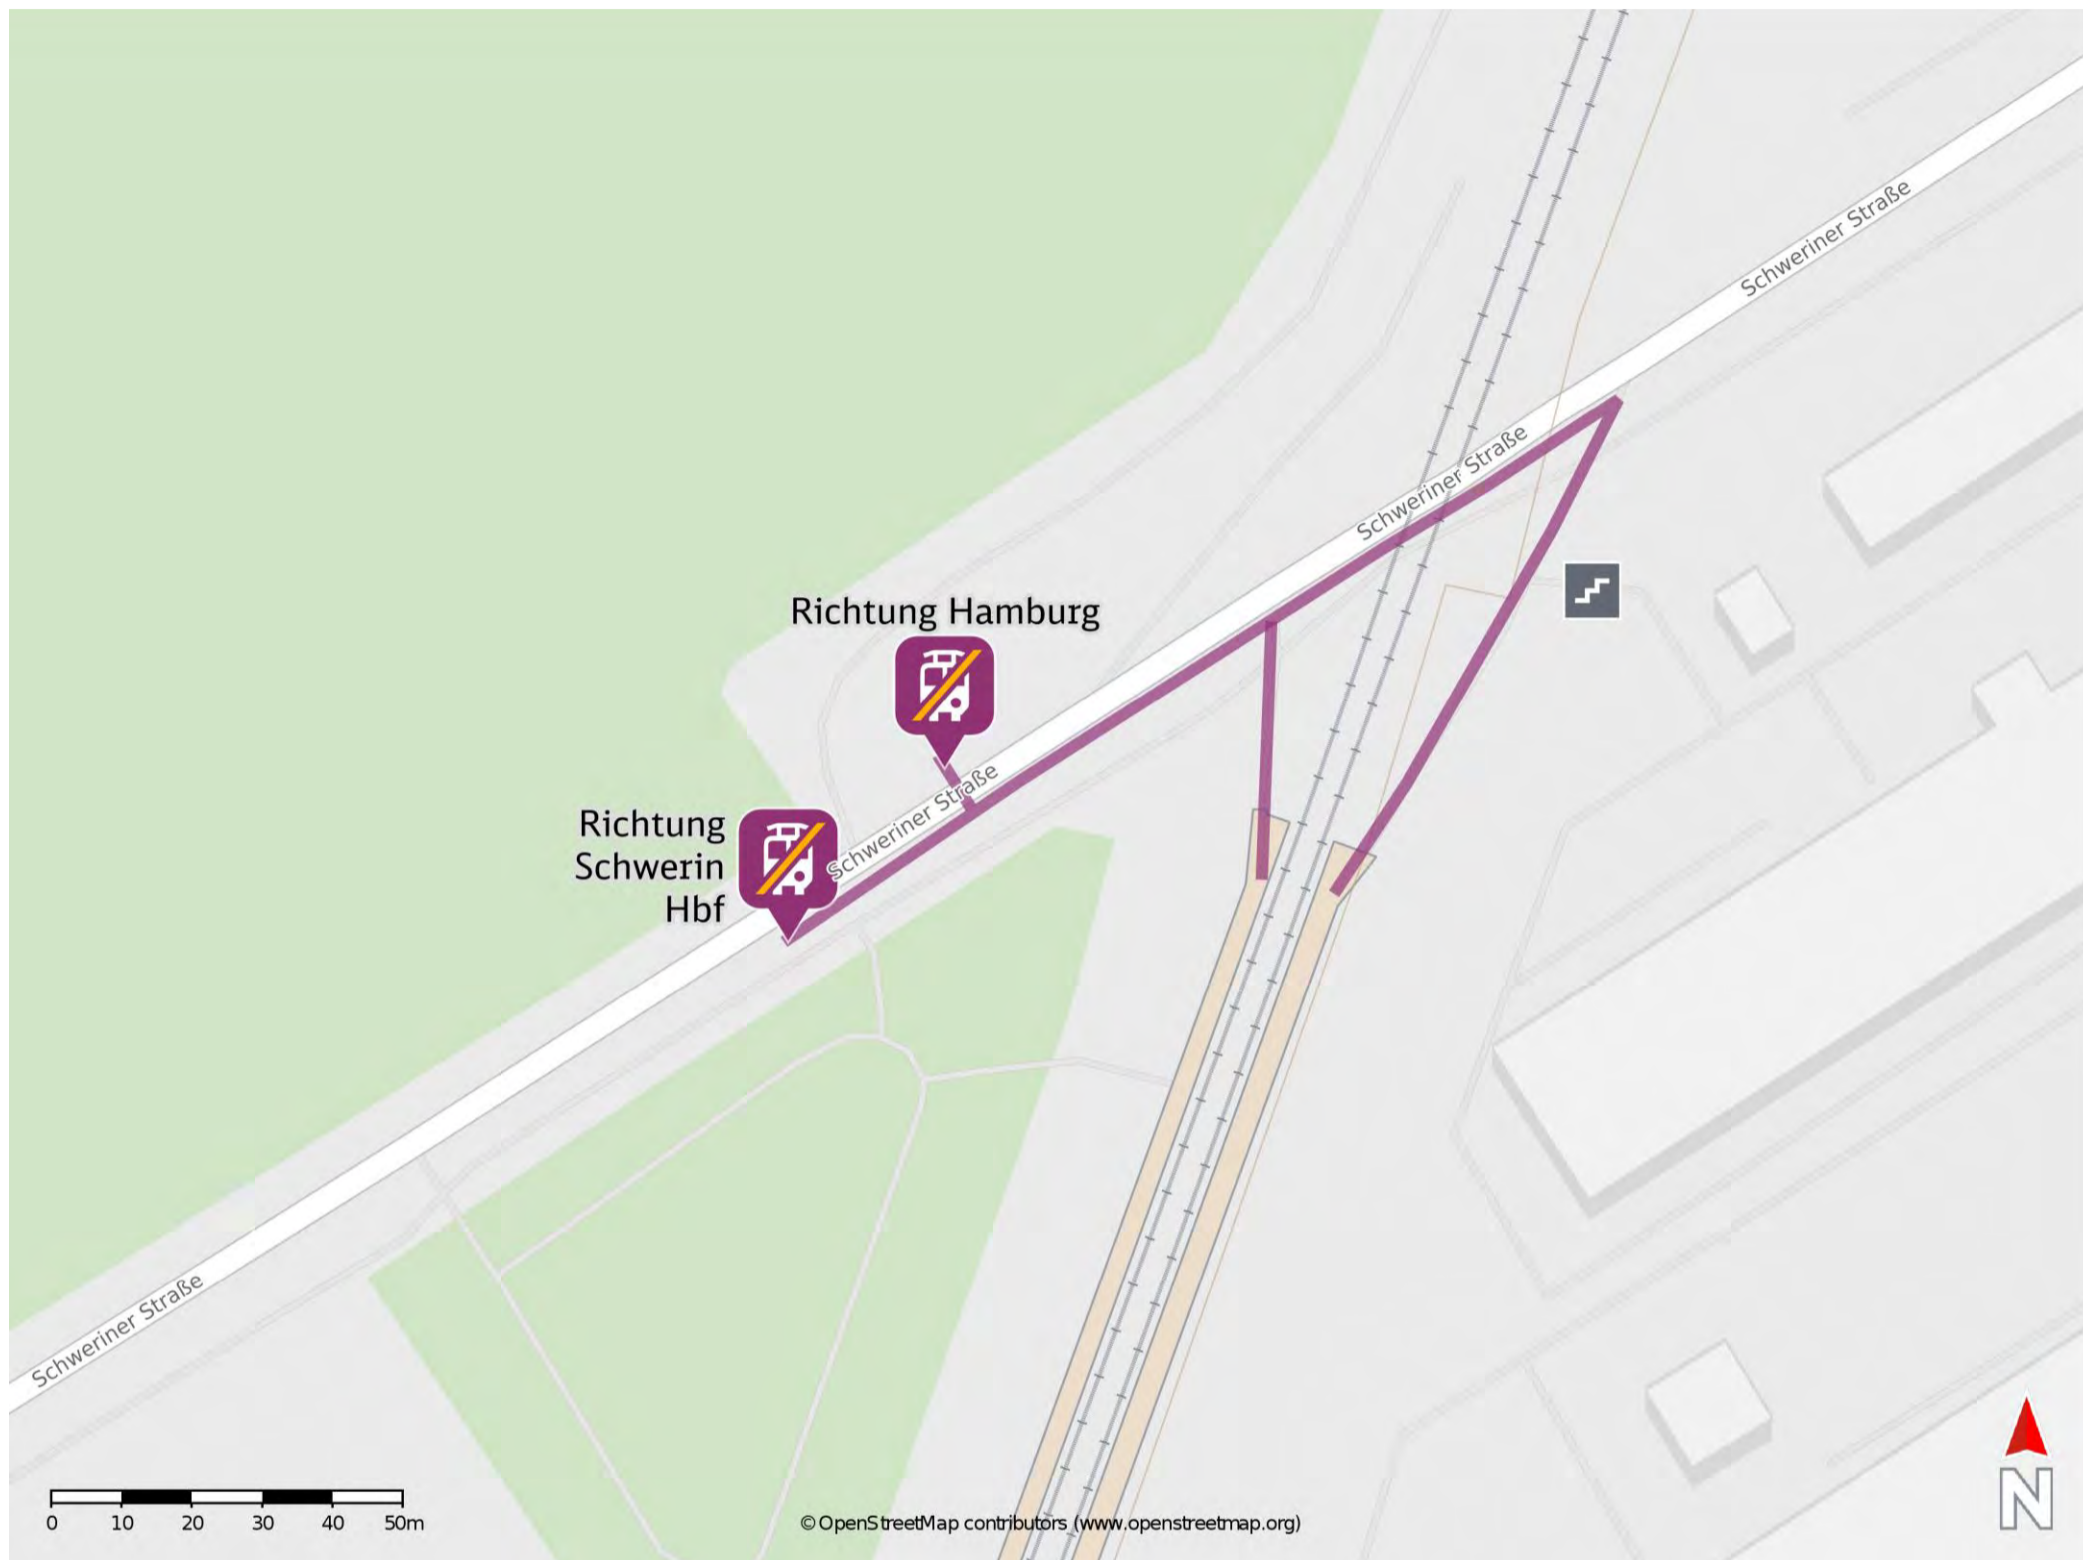 Schweriner Straße
Schweriner Straße
Richtung Hamburg
Schweriner Straße
Richtung
Schwerin
Hbf
Schweriner Straße
N
0 10 20 30 40 50m
© OpenStreetMap contributors (www.openstreetmap.org)